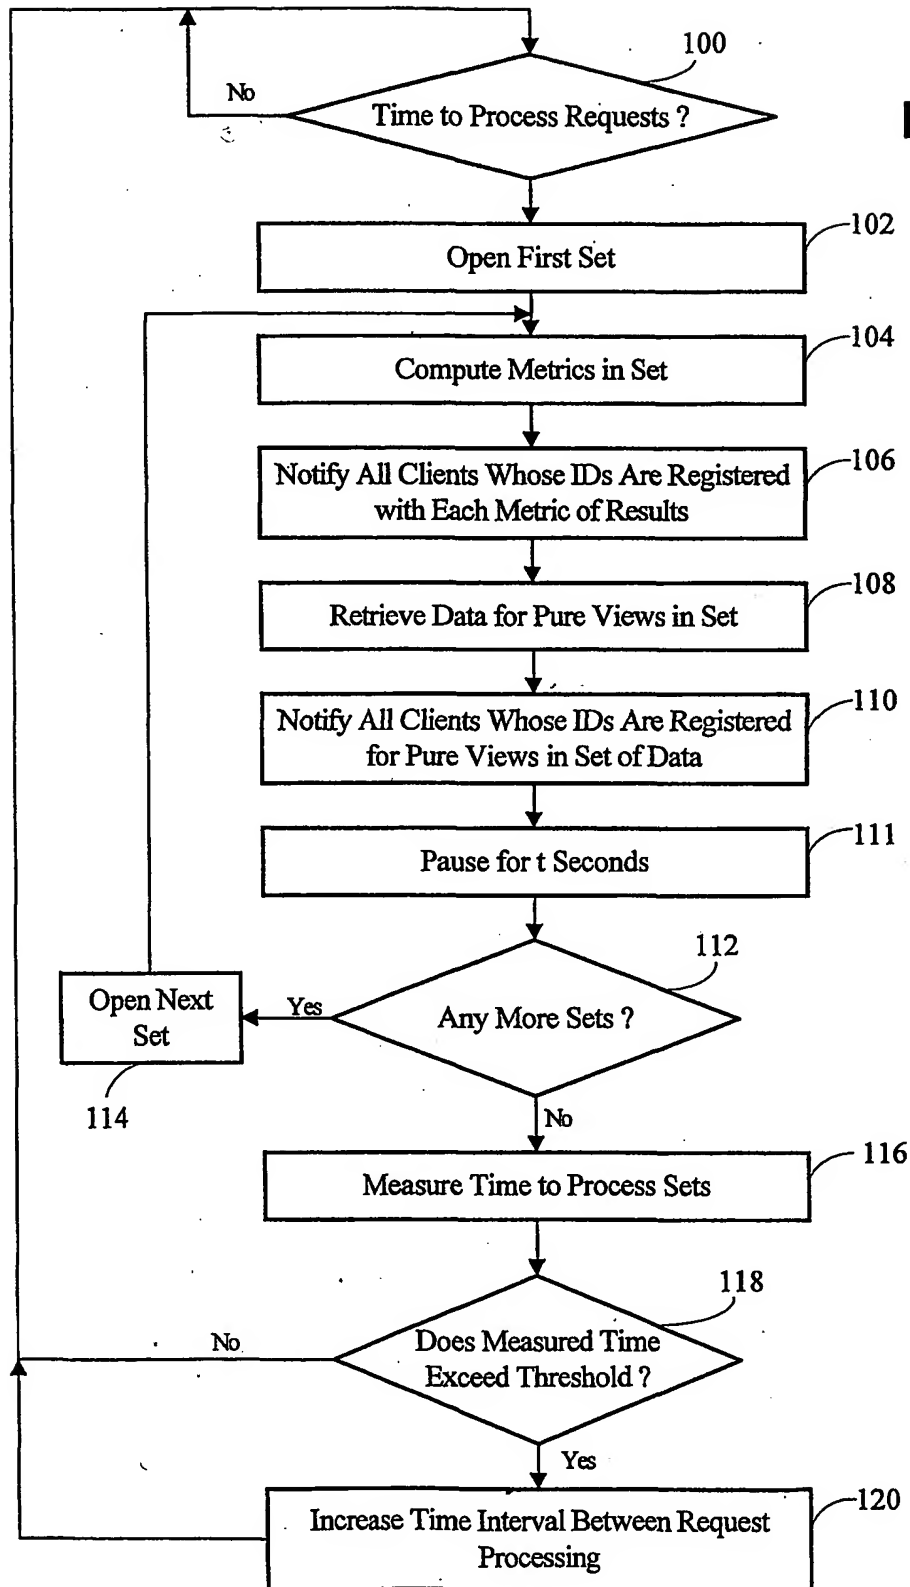 100
No
Time to Process Requests ?
102
Open First Set
104
Compute Metrics in Set
106
Notify All Clients Whose IDs Are Registered
with Each Metric of Results
108
Retrieve Data for Pure Views in Set
110
Notify All Clients Whose IDs Are Registered
for Pure Views in Set of Data
111
Pause for t Seconds
112
Any More Sets ?
Yes
Open Next
Set
114
No
116
Measure Time to Process Sets
118
Does Measured Time
Exceed Threshold ?
No
Yes
120
Increase Time Interval Between Request
Processing